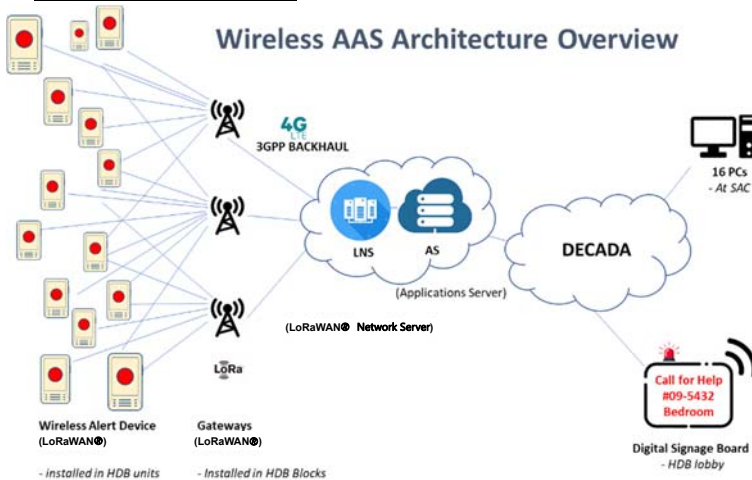 Wireless AAS Architecture Overview
4G
LTE
3GPP BACKHAUL
16 PCs
- At SAC
LNS
AS
DECADA
(Applications Server)
(LoRaWAN® Network Server)
LoRa
Call for Help
#09-5432
Bedroom
Wireless Alert Device
(LoRaWAN®)
- installed in HDB units
Gateways
(LoRaWAN®)
- Installed in HDB Blocks
Digital Signage Board
- HDB lobby